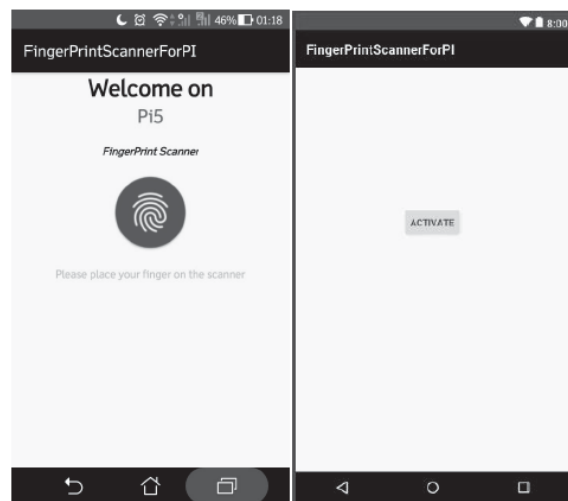 46% 01:18
FingerPrintScannerForPI
Welcome on
Pi5
FingerPrint Scanner
Please place your finger on the scanner
8:00
FingerPrintScannerForPI
ACTIVATE